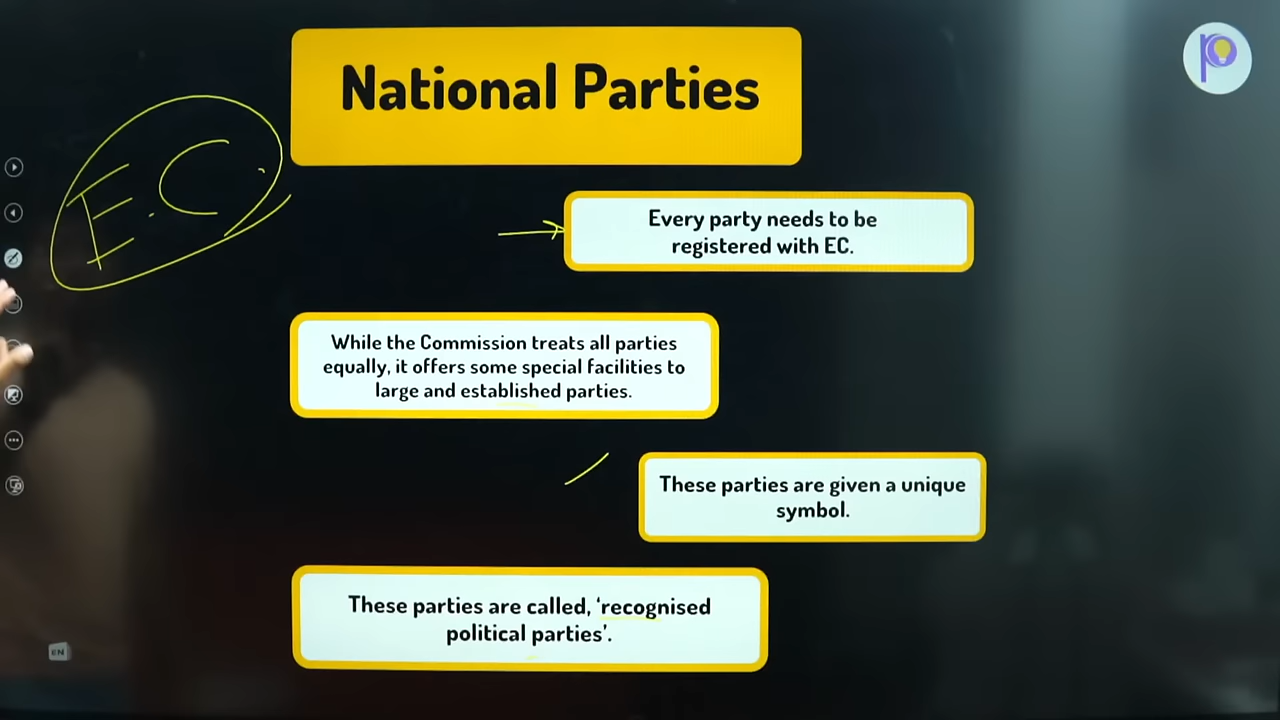 National Parties
E.C.
Every party needs to be
registered with EC.
While the Commission treats all parties
equally, it offers some special facilities to
large and established parties.
These parties are given a unique
symbol.
These parties are called, ‘recognised
political parties’.
EN